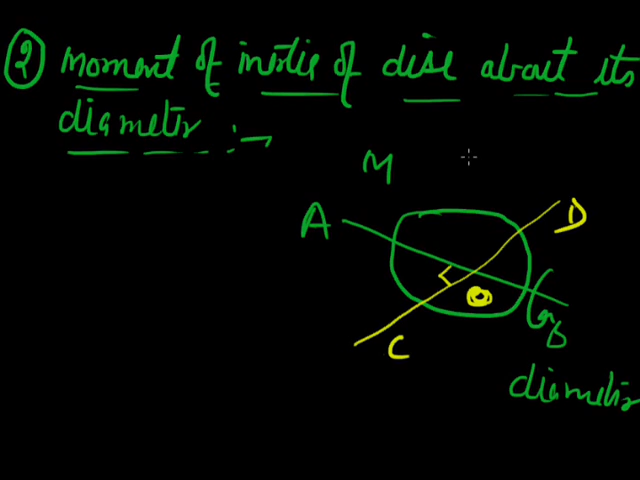 2 moment of inertia of disc about its
diameter :-
M
A
D
B
C
diameter